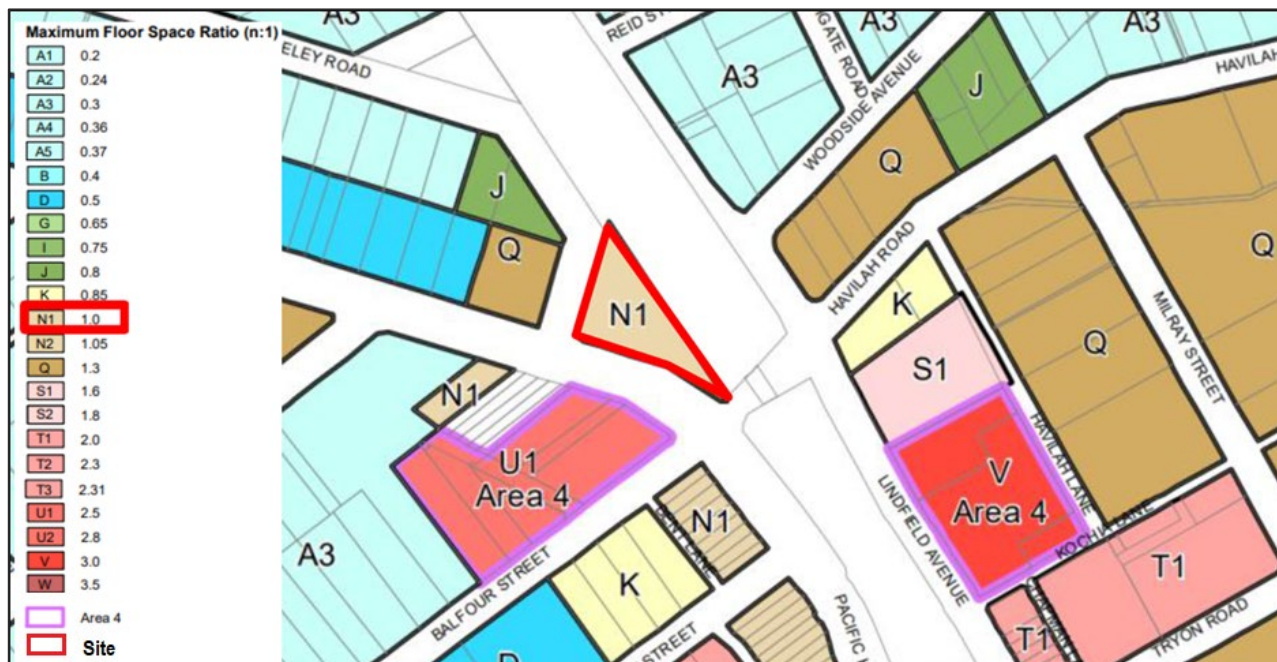 Maximum Floor Space Ratio (n:1)
A1 0.2
A2 0.24
A3 0.3
A4 0.36
A5 0.37
B 0.4
D 0.5
G 0.65
I 0.75
J 0.8
K 0.85
N1 1.0
N2 1.05
Q 1.3
S1 1.6
S2 1.8
T1 2.0
T2 2.3
T3 2.31
U1 2.5
U2 2.8
V 3.0
W 3.5
Area 4
Site
A3
REID
A3
A3
ELEY ROAD
GATE ROAD
HAVILAH
A3
WOODSIDE AVENUE
J
Q
J
Q
Q
N1
HAVILAH ROAD
K
MILRAY STREET
Q
S1
N1
U1
Area 4
V
Area 4
HAVILAH LANE
LINDFIELD AVENUE
KOCHIA LANE
N1
A3
BALFOUR STREET
K
T1
PACIFIC
T1
TRYON ROAD
D
STREET